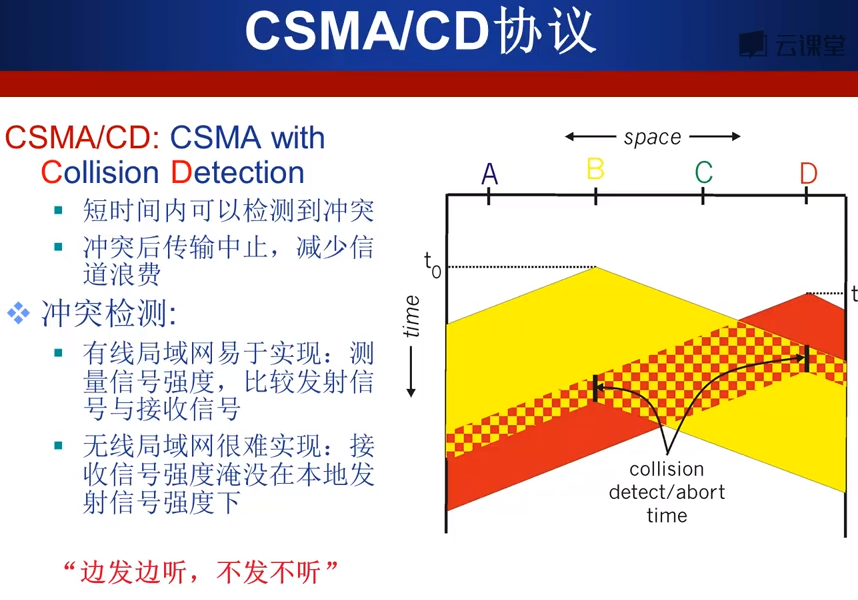 CSMA/CD协议
云课堂
CSMA/CD: CSMA with
Collision Detection
短时间内可以检测到冲突
冲突后传输中止，减少信
道浪费
冲突检测:
有线局域网易于实现：测
量信号强度，比较发射信
号与接收信号
无线局域网很难实现：接
收信号强度淹没在本地发
射信号强度下
“边发边听，不发不听”
space
A
B
C
D
t0
t
time
collision
detect/abort
time